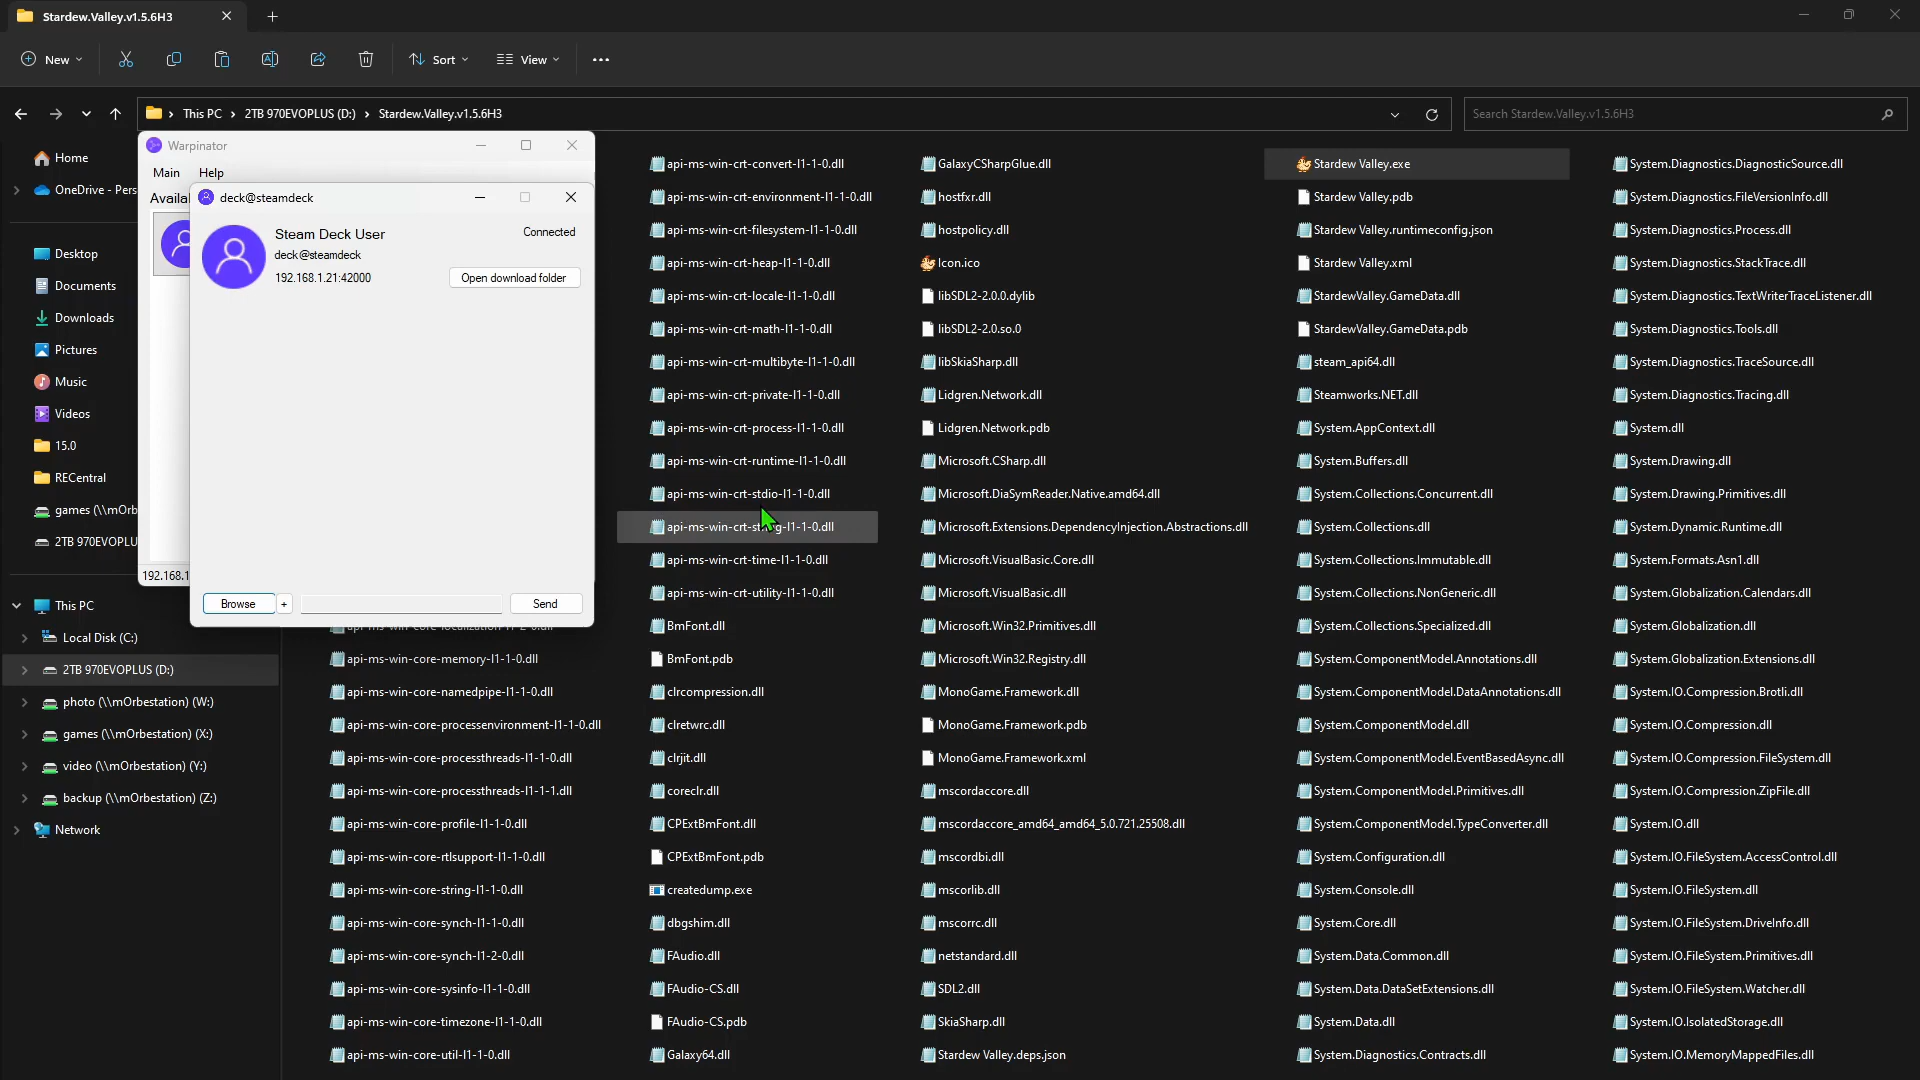 Stardew.Valley.v1.5.6H3
New
Sort
View
This PC
2TB 970EVOPLUS (D:)
Stardew.Valley.v1.5.6H3
Search Stardew.Valley.v1.5.6H3
Home
OneDrive - Pers
Desktop
Documents
Downloads
Pictures
Music
Videos
15.0
RECentral
games (\\mOrb
2TB 970EVOPLU
This PC
Local Disk (C:)
2TB 970EVOPLUS (D:)
photo (\\mOrbestation) (W:)
games (\\mOrbestation) (X:)
video (\\mOrbestation) (Y:)
backup (\\mOrbestation) (Z:)
Network
Warpinator
Main
Help
Availal
192.168.1
deck@steamdeck
Steam Deck User
Connected
deck@steamdeck
192.168.1.21:42000
Open download folder
Browse
+
Send
api-ms-win-core-localization-l1-2-0.dll
api-ms-win-core-memory-l1-1-0.dll
api-ms-win-core-namedpipe-l1-1-0.dll
api-ms-win-core-processenvironment-l1-1-0.dll
api-ms-win-core-processthreads-l1-1-0.dll
api-ms-win-core-processthreads-l1-1-1.dll
api-ms-win-core-profile-l1-1-0.dll
api-ms-win-core-rtlsupport-l1-1-0.dll
api-ms-win-core-string-l1-1-0.dll
api-ms-win-core-synch-l1-1-0.dll
api-ms-win-core-synch-l1-2-0.dll
api-ms-win-core-sysinfo-l1-1-0.dll
api-ms-win-core-timezone-l1-1-0.dll
api-ms-win-core-util-l1-1-0.dll
api-ms-win-crt-convert-l1-1-0.dll
api-ms-win-crt-environment-l1-1-0.dll
api-ms-win-crt-filesystem-l1-1-0.dll
api-ms-win-crt-heap-l1-1-0.dll
api-ms-win-crt-locale-l1-1-0.dll
api-ms-win-crt-math-l1-1-0.dll
api-ms-win-crt-multibyte-l1-1-0.dll
api-ms-win-crt-private-l1-1-0.dll
api-ms-win-crt-process-l1-1-0.dll
api-ms-win-crt-runtime-l1-1-0.dll
api-ms-win-crt-stdio-l1-1-0.dll
api-ms-win-crt-string-l1-1-0.dll
api-ms-win-crt-time-l1-1-0.dll
api-ms-win-crt-utility-l1-1-0.dll
BmFont.dll
BmFont.pdb
clrcompression.dll
clretwrc.dll
clrjit.dll
coreclr.dll
CPExtBmFont.dll
CPExtBmFont.pdb
createdump.exe
dbgshim.dll
FAudio.dll
FAudio-CS.dll
FAudio-CS.pdb
Galaxy64.dll
GalaxyCSharpGlue.dll
hostfxr.dll
hostpolicy.dll
Icon.ico
libSDL2-2.0.0.dylib
libSDL2-2.0.so.0
libSkiaSharp.dll
Lidgren.Network.dll
Lidgren.Network.pdb
Microsoft.CSharp.dll
Microsoft.DiaSymReader.Native.amd64.dll
Microsoft.Extensions.DependencyInjection.Abstractions.dll
Microsoft.VisualBasic.Core.dll
Microsoft.VisualBasic.dll
Microsoft.Win32.Primitives.dll
Microsoft.Win32.Registry.dll
MonoGame.Framework.dll
MonoGame.Framework.pdb
MonoGame.Framework.xml
mscordaccore.dll
mscordaccore_amd64_amd64_5.0.721.25508.dll
mscordbi.dll
mscorlib.dll
mscorrc.dll
netstandard.dll
SDL2.dll
SkiaSharp.dll
Stardew Valley.deps.json
Stardew Valley.exe
Stardew Valley.pdb
Stardew Valley.runtimeconfig.json
Stardew Valley.xml
StardewValley.GameData.dll
StardewValley.GameData.pdb
steam_api64.dll
Steamworks.NET.dll
System.AppContext.dll
System.Buffers.dll
System.Collections.Concurrent.dll
System.Collections.dll
System.Collections.Immutable.dll
System.Collections.NonGeneric.dll
System.Collections.Specialized.dll
System.ComponentModel.Annotations.dll
System.ComponentModel.DataAnnotations.dll
System.ComponentModel.dll
System.ComponentModel.EventBasedAsync.dll
System.ComponentModel.Primitives.dll
System.ComponentModel.TypeConverter.dll
System.Configuration.dll
System.Console.dll
System.Core.dll
System.Data.Common.dll
System.Data.DataSetExtensions.dll
System.Data.dll
System.Diagnostics.Contracts.dll
System.Diagnostics.DiagnosticSource.dll
System.Diagnostics.FileVersionInfo.dll
System.Diagnostics.Process.dll
System.Diagnostics.StackTrace.dll
System.Diagnostics.TextWriterTraceListener.dll
System.Diagnostics.Tools.dll
System.Diagnostics.TraceSource.dll
System.Diagnostics.Tracing.dll
System.dll
System.Drawing.dll
System.Drawing.Primitives.dll
System.Dynamic.Runtime.dll
System.Formats.Asn1.dll
System.Globalization.Calendars.dll
System.Globalization.dll
System.Globalization.Extensions.dll
System.IO.Compression.Brotli.dll
System.IO.Compression.dll
System.IO.Compression.FileSystem.dll
System.IO.Compression.ZipFile.dll
System.IO.dll
System.IO.FileSystem.AccessControl.dll
System.IO.FileSystem.dll
System.IO.FileSystem.DriveInfo.dll
System.IO.FileSystem.Primitives.dll
System.IO.FileSystem.Watcher.dll
System.IO.IsolatedStorage.dll
System.IO.MemoryMappedFiles.dll